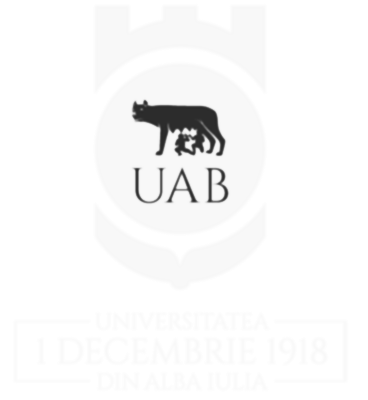 UAB
UNIVERSITATEA
1 DECEMBRIE 1918
DIN ALBA IULIA